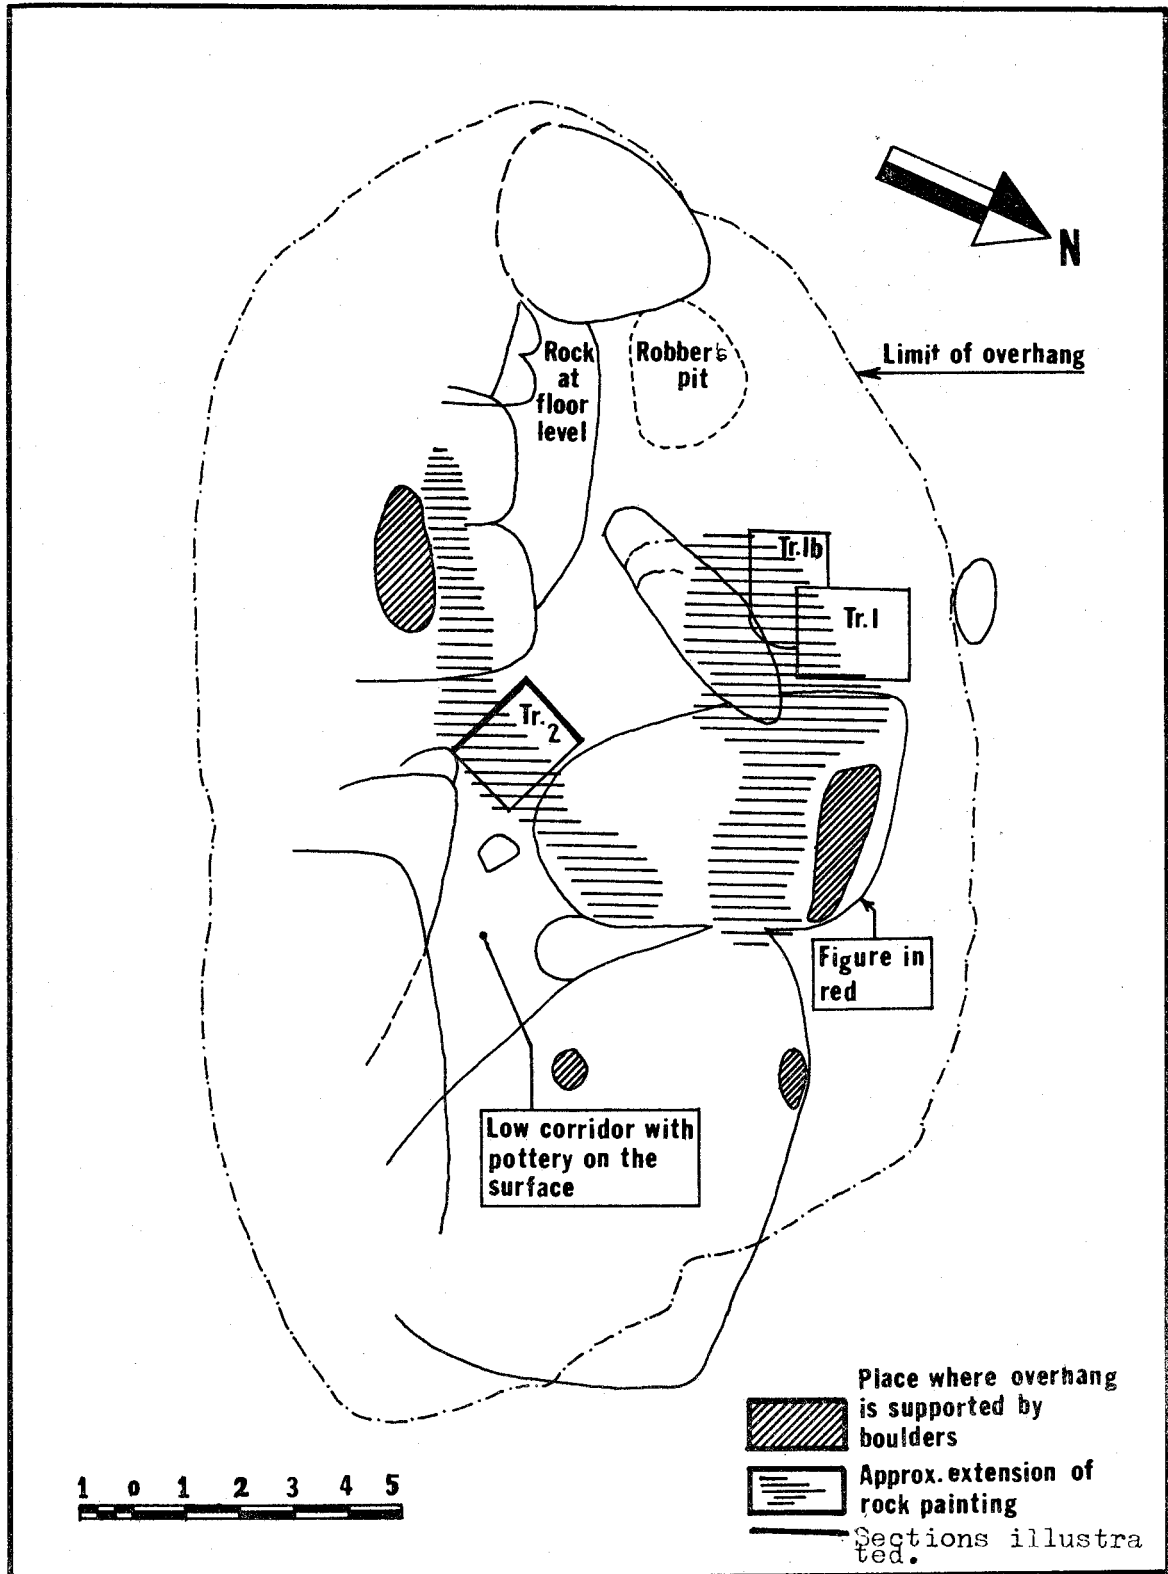 N
Limit of overhang
Rock
at
floor
level
Robber's
pit
Tr.Ib
Tr.I
Tr.2
Figure in
red
Low corridor with
pottery on the
surface
Place where overhang
is supported by
boulders
Approx. extension of
rock painting
Sections illustra
ted.
1 0 1 2 3 4 5